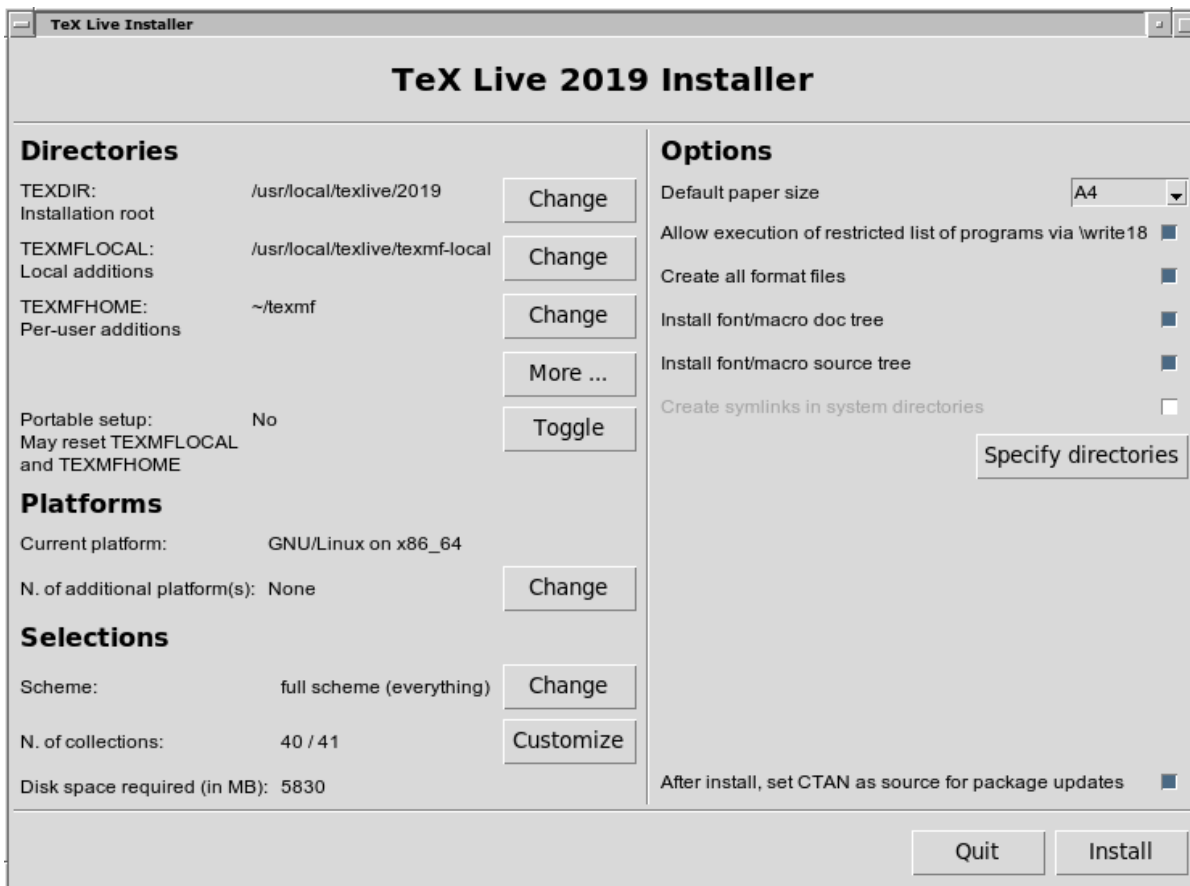 TeX Live Installer
TeX Live 2019 Installer
Directories
TEXDIR: /usr/local/texlive/2019 Change
Installation root
TEXMFLOCAL: /usr/local/texlive/texmf-local Change
Local additions
TEXMFHOME: ~/texmf Change
Per-user additions
More ...
Portable setup: No Toggle
May reset TEXMFLOCAL
and TEXMFHOME
Platforms
Current platform: GNU/Linux on x86_64
N. of additional platform(s): None Change
Selections
Scheme: full scheme (everything) Change
N. of collections: 40 / 41 Customize
Disk space required (in MB): 5830
Options
Default paper size A4
Allow execution of restricted list of programs via \write18
Create all format files
Install font/macro doc tree
Install font/macro source tree
Create symlinks in system directories
Specify directories
After install, set CTAN as source for package updates
Quit Install